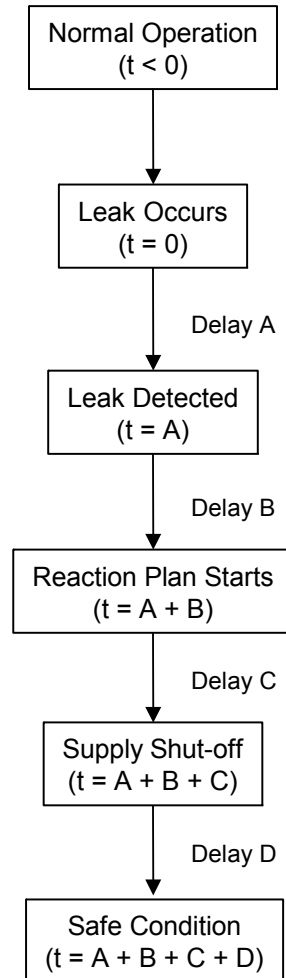 Normal Operation
(t < 0)
Leak Occurs
(t = 0)
Delay A
Leak Detected
(t = A)
Delay B
Reaction Plan Starts
(t = A + B)
Delay C
Supply Shut-off
(t = A + B + C)
Delay D
Safe Condition
(t = A + B + C + D)